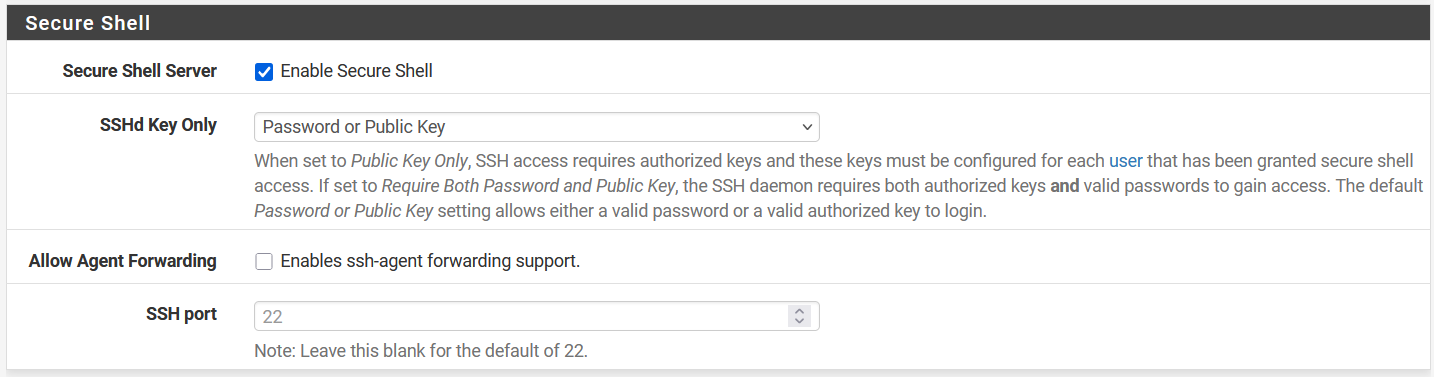 Secure Shell
Secure Shell Server
Enable Secure Shell
SSHd Key Only
Password or Public Key
When set to Public Key Only, SSH access requires authorized keys and these keys must be configured for each user that has been granted secure shell
access. If set to Require Both Password and Public Key, the SSH daemon requires both authorized keys and valid passwords to gain access. The default
Password or Public Key setting allows either a valid password or a valid authorized key to login.
Allow Agent Forwarding
Enables ssh-agent forwarding support.
SSH port
22
Note: Leave this blank for the default of 22.